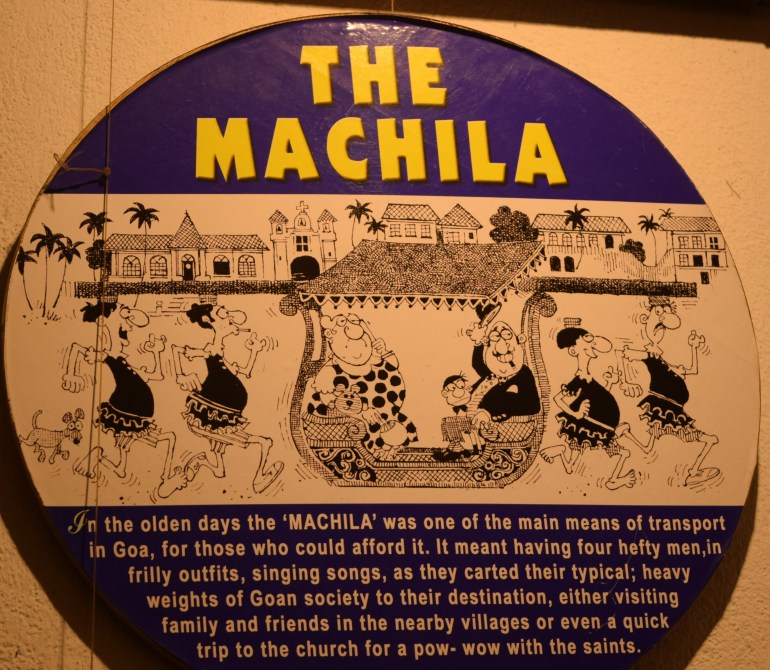 THE
MACHILA
In the olden days the 'MACHILA' was one of the main means of transport
in Goa, for those who could afford it. It meant having four hefty men,in
frilly outfits, singing songs, as they carted their typical; heavy
weights of Goan society to their destination, either visiting
family and friends in the nearby villages or even a quick
trip to the church for a pow- wow with the saints.